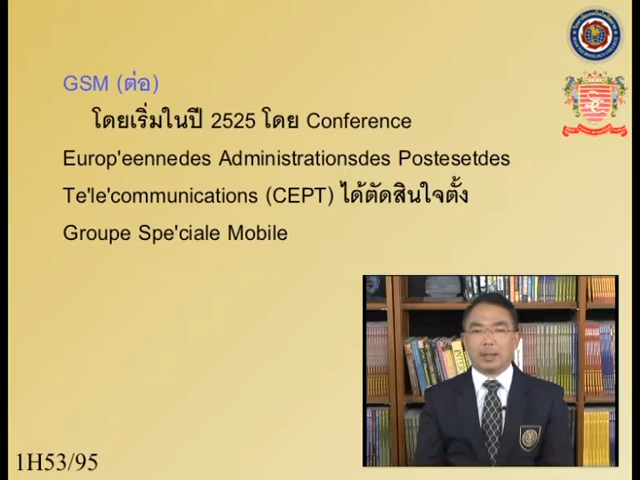 GSM (ต่อ)
โดยเริ่มในปี 2525 โดย Conference
Europ'eennedes Administrationsdes Postesetdes
Te'le'communications (CEPT) ได้ตัดสินใจตั้ง
Groupe Spe'ciale Mobile
1H53/95